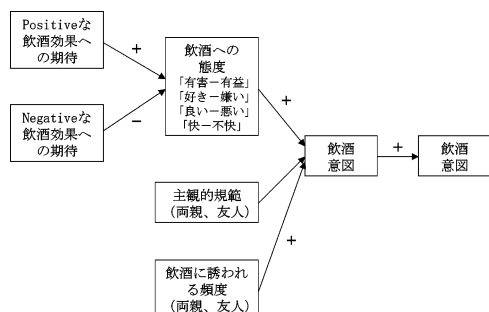 Positiveな
飲酒効果へ
の期待
+
Negativeな
飲酒効果へ
の期待
−
飲酒への
態度
「有害−有益」
「好き−嫌い」
「良い−悪い」
「快−不快」
+
主観的規範
(両親、友人)
飲酒に誘われ
る頻度
(両親、友人)
+
飲酒
意図
+
飲酒
意図